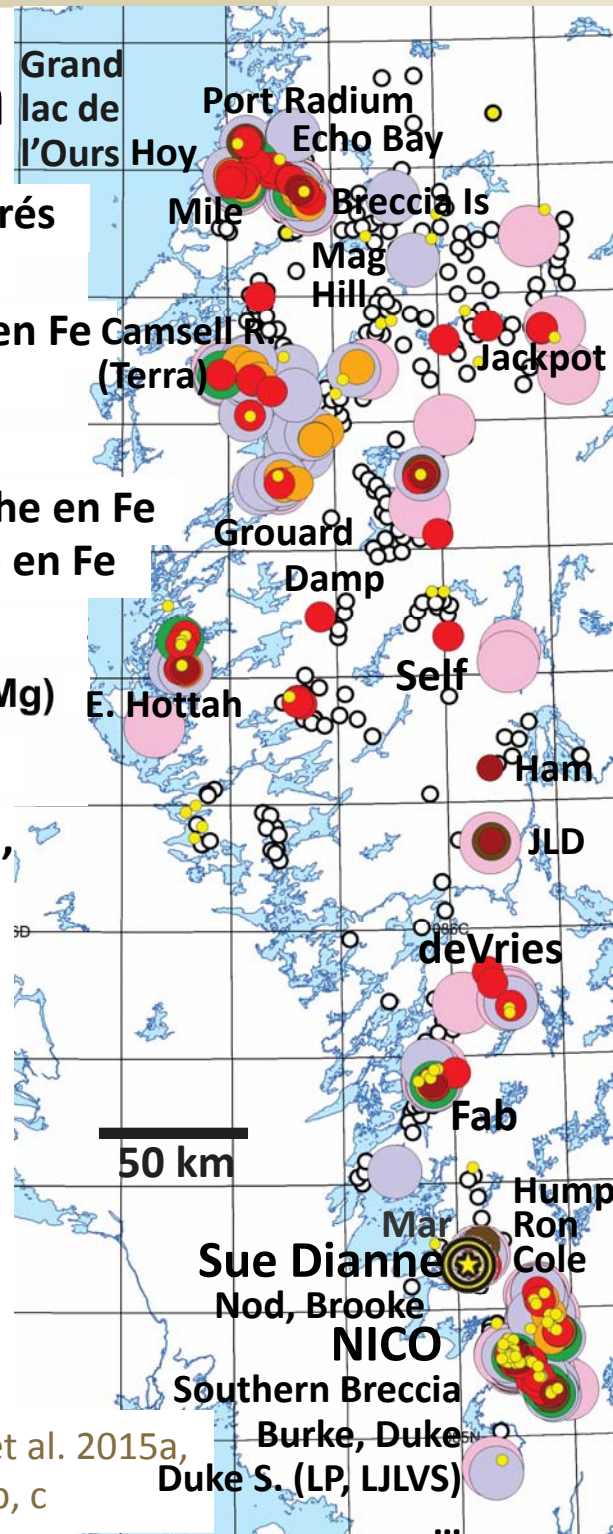 Grand
lac de
l'Ours
Port Radium
Echo Bay
Hoy
rés
Mile
Breccia Is
Mag
Hill
en Fe
Camsell R.
(Terra)
Jackpot
he en Fe
en Fe
Grouard
Damp
Mg)
Self
E. Hottah
Ham
,
JLD
deVries
Fab
50 km
Hump
Mar
Ron
Sue Dianne
Cole
Nod, Brooke
NICO
Southern Breccia
et al. 2015a,
Burke, Duke
Duke S. (LP, LJLVS)
, c
...